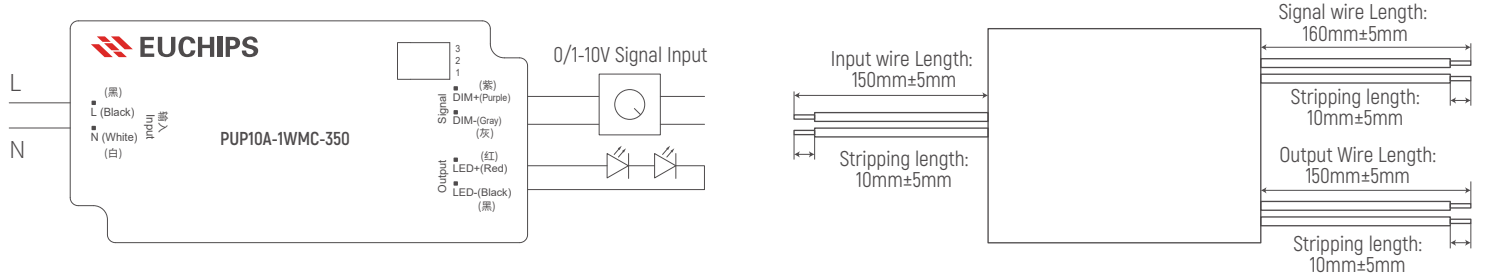 EUCHIPS
3
2
1
0/1-10V Signal Input
L
N
(黑)
L (Black)
N (White)
(白)
输入
Input
PUP10A-1WMC-350
Signal
(紫)
DIM+(Purple)
DIM-(Gray)
(灰)
Output
(红)
LED+(Red)
LED-(Black)
(黑)
Input wire Length:
150mm±5mm
Stripping length:
10mm±5mm
Signal wire Length:
160mm±5mm
Stripping length:
10mm±5mm
Output Wire Length:
150mm±5mm
Stripping length:
10mm±5mm